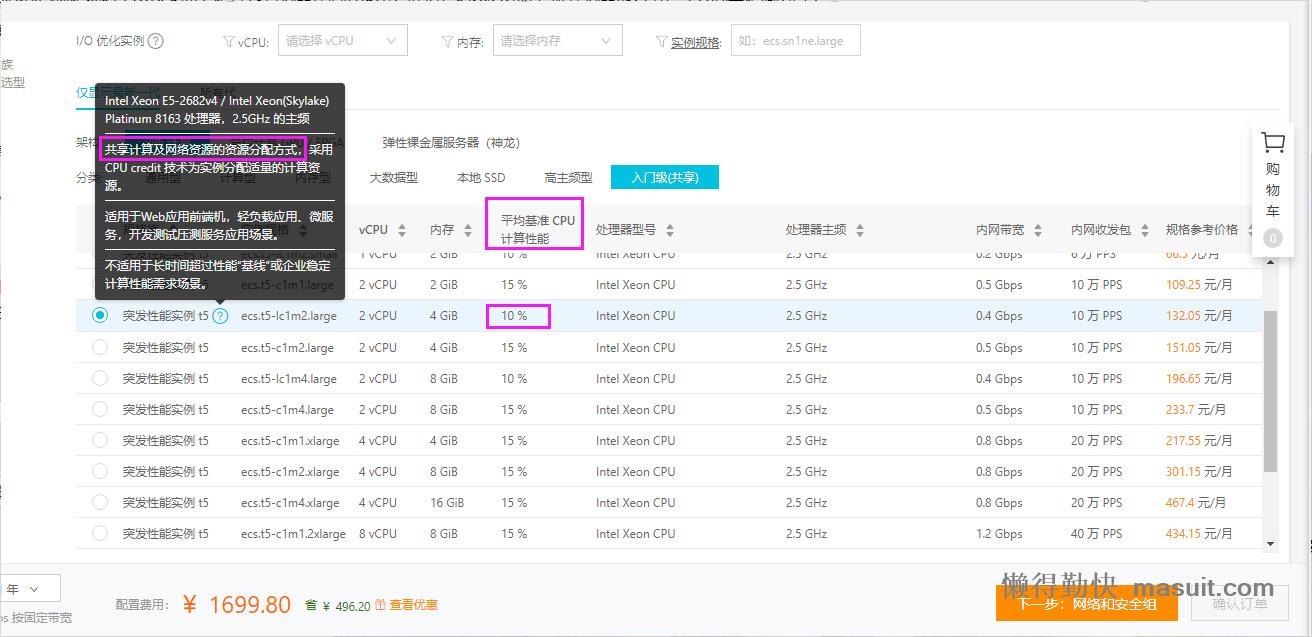 I/O 优化实例 ?
vCPU: 请选择 vCPU
内存: 请选择内存
实例规格: 如：ecs.sn1ne.large
族
选型
仅显示最新一代
Intel Xeon E5-2682v4 / Intel Xeon(Skylake)
Platinum 8163 处理器，2.5GHz 的主频
共享计算及网络资源的资源分配方式，采用
CPU credit 技术为实例分配适量的计算资
源。
适用于Web应用前端机，轻负载应用、微服
务，开发测试压测服务应用场景。
不适用于长时间超过性能“基线”或企业稳定
计算性能需求场景。
弹性裸金属服务器（神龙）
分类 通用型 计算型 内存型 大数据型 本地 SSD 高主频型 入门级(共享)
vCPU 内存 平均基准 CPU
计算性能
处理器型号 处理器主频 内网带宽 内网收发包 规格参考价格
1 vCPU 2 GiB 10 % Intel Xeon CPU 2.5 GHz 0.2 Gbps 6 万 PPS 66.5 元/月
ecs.t5-c1m1.large 2 vCPU 2 GiB 15 % Intel Xeon CPU 2.5 GHz 0.5 Gbps 10 万 PPS 109.25 元/月
突发性能实例 t5 ? ecs.t5-lc1m2.large 2 vCPU 4 GiB 10 % Intel Xeon CPU 2.5 GHz 0.4 Gbps 10 万 PPS 132.05 元/月
突发性能实例 t5 ecs.t5-c1m2.large 2 vCPU 4 GiB 15 % Intel Xeon CPU 2.5 GHz 0.5 Gbps 10 万 PPS 151.05 元/月
突发性能实例 t5 ecs.t5-lc1m4.large 2 vCPU 8 GiB 10 % Intel Xeon CPU 2.5 GHz 0.4 Gbps 10 万 PPS 196.65 元/月
突发性能实例 t5 ecs.t5-c1m4.large 2 vCPU 8 GiB 15 % Intel Xeon CPU 2.5 GHz 0.5 Gbps 10 万 PPS 233.7 元/月
突发性能实例 t5 ecs.t5-c1m1.xlarge 4 vCPU 4 GiB 15 % Intel Xeon CPU 2.5 GHz 0.8 Gbps 20 万 PPS 217.55 元/月
突发性能实例 t5 ecs.t5-c1m2.xlarge 4 vCPU 8 GiB 15 % Intel Xeon CPU 2.5 GHz 0.8 Gbps 20 万 PPS 301.15 元/月
突发性能实例 t5 ecs.t5-c1m4.xlarge 4 vCPU 16 GiB 15 % Intel Xeon CPU 2.5 GHz 0.8 Gbps 20 万 PPS 467.4 元/月
突发性能实例 t5 ecs.t5-c1m1.2xlarge 8 vCPU 8 GiB 15 % Intel Xeon CPU 2.5 GHz 1.2 Gbps 40 万 PPS 434.15 元/月
购
物
车
0
年
按固定带宽
配置费用： ¥ 1699.80 省 ¥ 496.20 查看优惠
下一步：网络和安全组
确认订单
懒得勤快 masuit.com